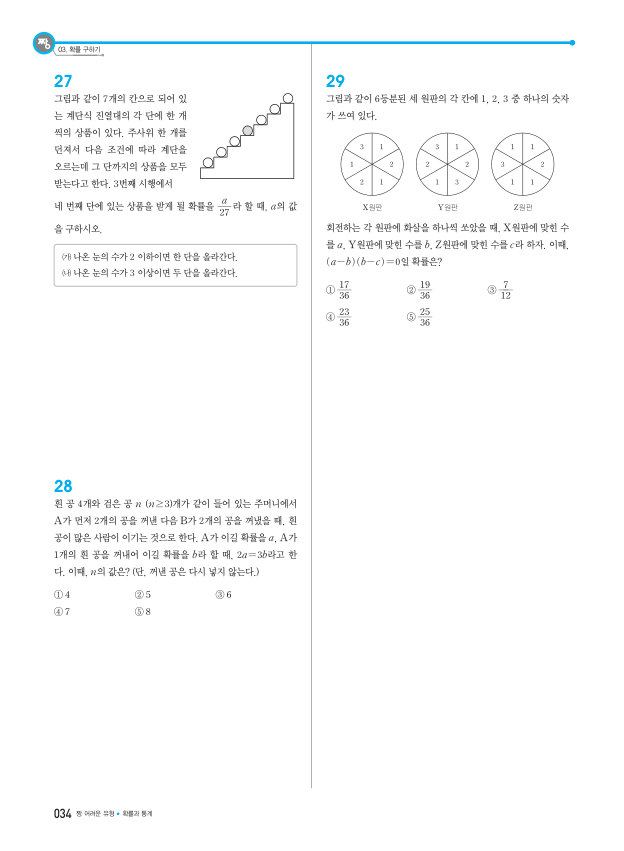 짱
03. 확률 구하기
27
그림과 같이 7개의 칸으로 되어 있
는 계단식 진열대의 각 단에 한 개
씩의 상품이 있다. 주사위 한 개를
던져서 다음 조건에 따라 계단을
오르는데 그 단까지의 상품을 모두
받는다고 한다. 3번째 시행에서
네 번째 단에 있는 상품을 받게 될 확률을 a/27라 할 때, a의 값
을 구하시오.
㈎ 나온 눈의 수가 2 이하이면 한 단을 올라간다.
㈏ 나온 눈의 수가 3 이상이면 두 단을 올라간다.
28
흰 공 4개와 검은 공 n (n≥3)개가 같이 들어 있는 주머니에서
A가 먼저 2개의 공을 꺼낸 다음 B가 2개의 공을 꺼냈을 때, 흰
공이 많은 사람이 이기는 것으로 한다. A가 이길 확률을 a, A가
1개의 흰 공을 꺼내어 이길 확률을 b라 할 때, 2a=3b라고 한
다. 이때, n의 값은? (단, 꺼낸 공은 다시 넣지 않는다.)
① 4 ② 5 ③ 6
④ 7 ⑤ 8
29
그림과 같이 6등분된 세 원판의 각 칸에 1, 2, 3 중 하나의 숫자
가 쓰여 있다.
3 1 3 1 1 1
1 2 2 2 3 2
2 1 1 3 1 1
X원판 Y원판 Z원판
회전하는 각 원판에 화살을 하나씩 쏘았을 때, X원판에 맞힌 수
를 a, Y원판에 맞힌 수를 b, Z원판에 맞힌 수를 c라 하자. 이때,
(a-b)(b-c)=0일 확률은?
① 17/36 ② 19/36 ③ 7/12
④ 23/36 ⑤ 25/36
034 짱 어려운 유형 • 확률과 통계